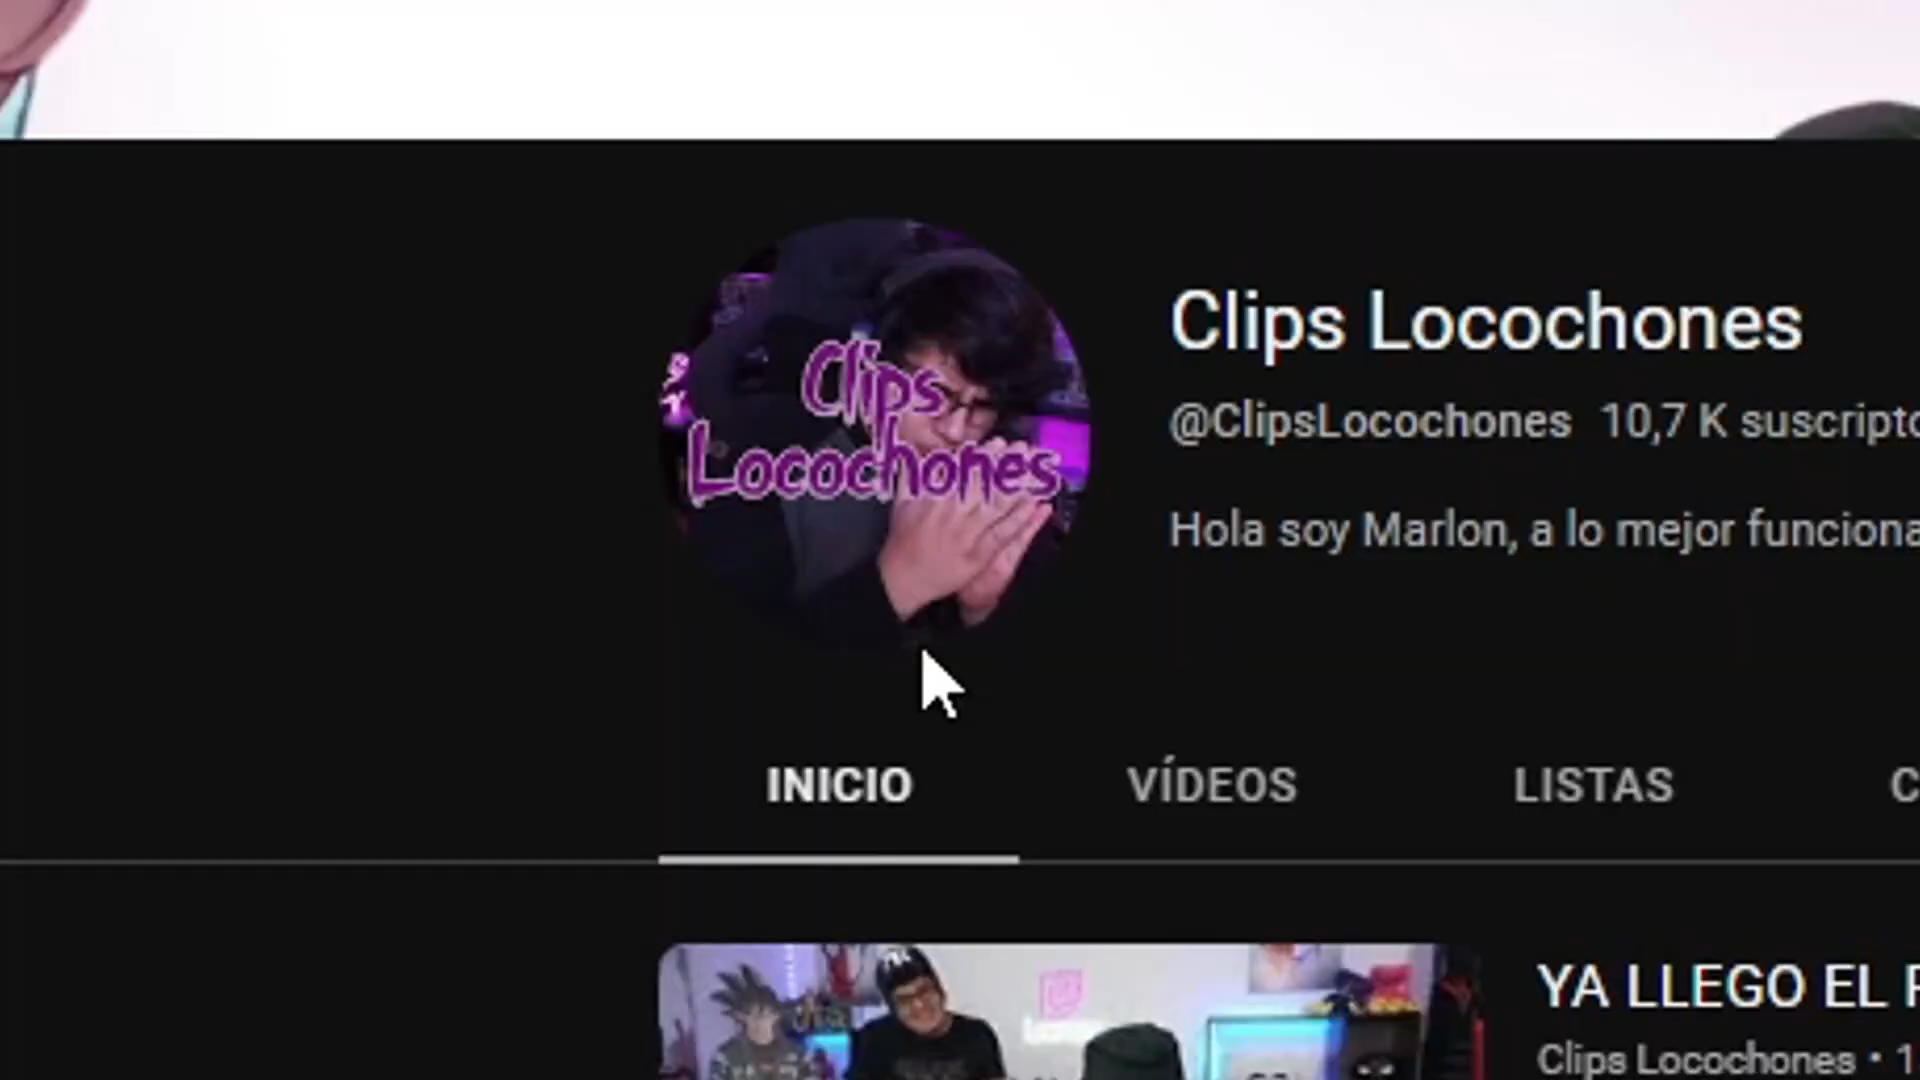 Clips
Locochones
Clips Locochones
@ClipsLocochones 10,7 K suscripto
Hola soy Marlon, a lo mejor funciona
INICIO
VÍDEOS
LISTAS
C
YA LLEGO EL
Clips Locochones • 1